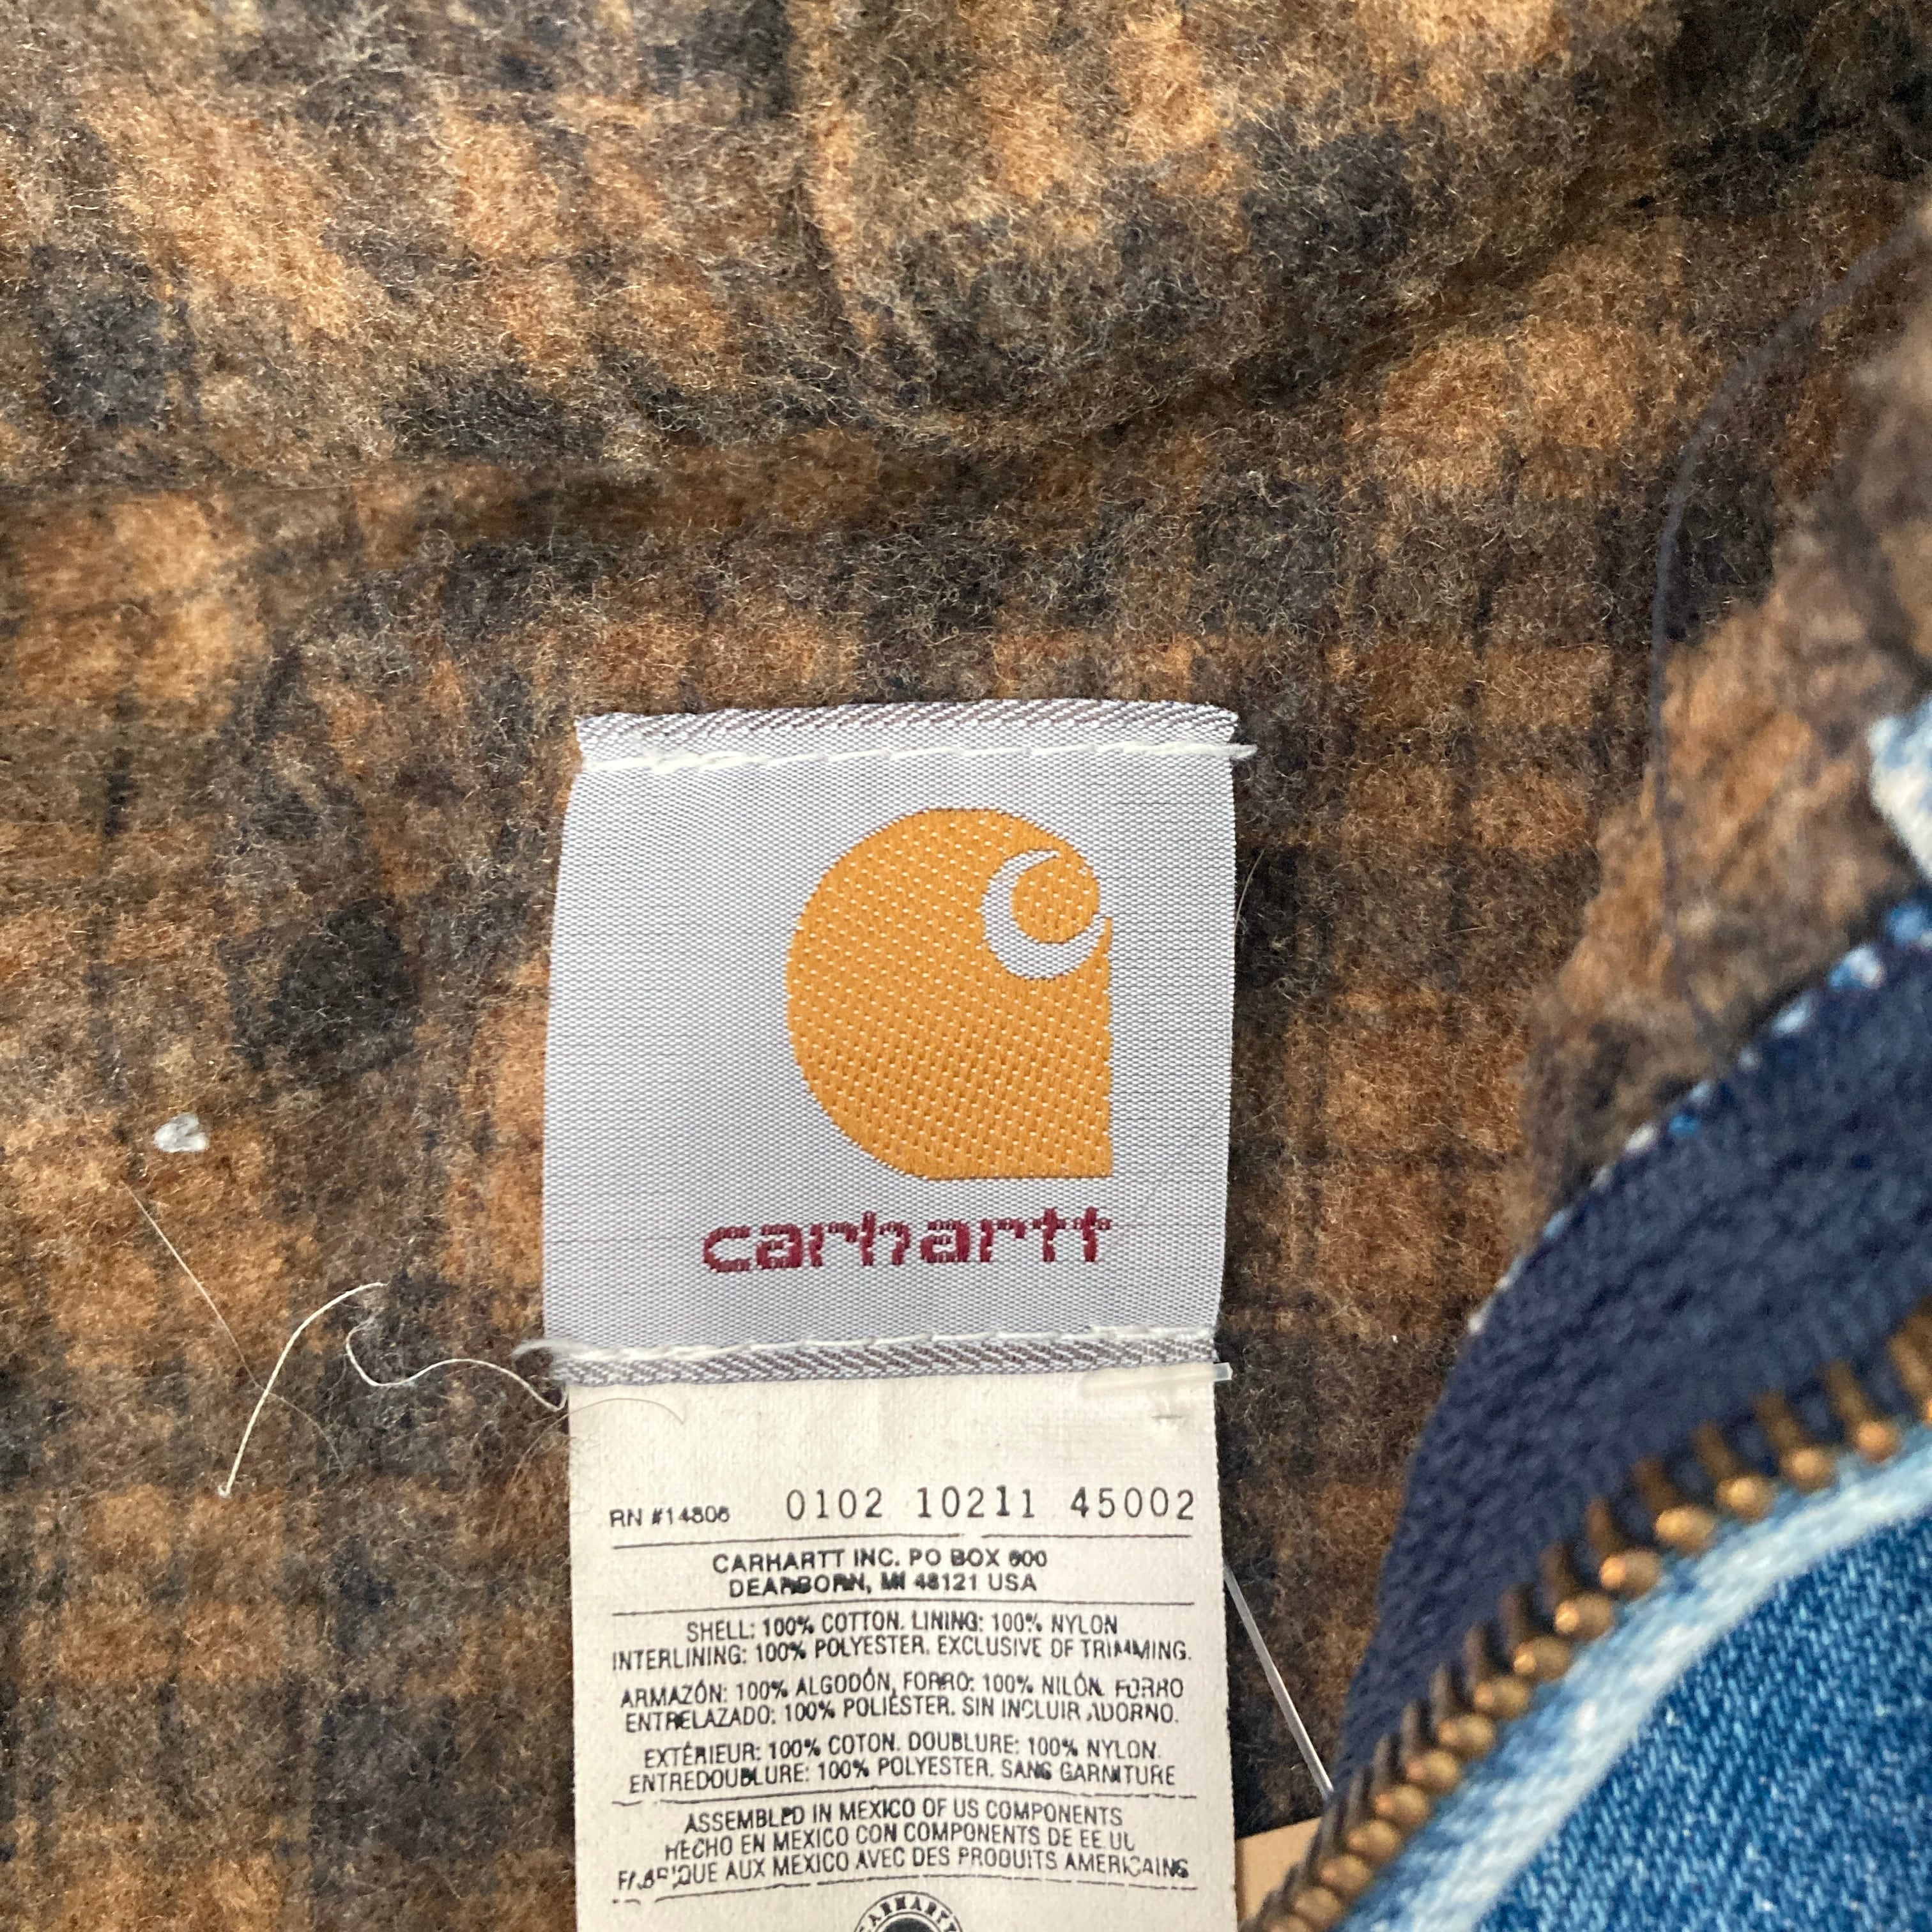 carhartt
RN #14806 0102 10211 45002
CARHARTT INC. PO BOX 600
DEARBORN, MI 48121 USA
SHELL: 100% COTTON. LINING: 100% NYLON
INTERLINING: 100% POLYESTER. EXCLUSIVE OF TRIMMING.
ARMAZÓN: 100% ALGODÓN, FORRO: 100% NILÓN. FORRO
ENTRELAZADO: 100% POLIÉSTER. SIN INCLUIR ADORNO.
EXTÉRIEUR: 100% COTON. DOUBLURE: 100% NYLON.
ENTREDOUBLURE: 100% POLYESTER. SANS GARNITURE
ASSEMBLED IN MEXICO OF US COMPONENTS
HECHO EN MEXICO CON COMPONENTS DE EE.UU.
FABRIQUE AUX MEXICO AVEC DES PRODUITS AMERICAINS
CARHARTT